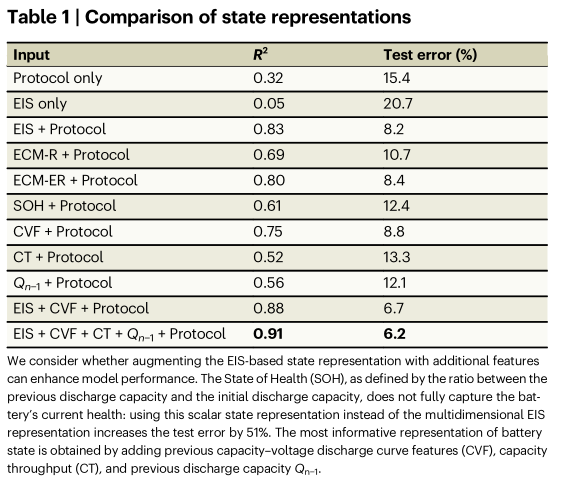 Table 1 | Comparison of state representations
Input R² Test error (%)
Protocol only 0.32 15.4
EIS only 0.05 20.7
EIS + Protocol 0.83 8.2
ECM-R + Protocol 0.69 10.7
ECM-ER + Protocol 0.80 8.4
SOH + Protocol 0.61 12.4
CVF + Protocol 0.75 8.8
CT + Protocol 0.52 13.3
Qₙ₋₁ + Protocol 0.56 12.1
EIS + CVF + Protocol 0.88 6.7
EIS + CVF + CT + Qₙ₋₁ + Protocol 0.91 6.2
We consider whether augmenting the EIS-based state representation with additional features
can enhance model performance. The State of Health (SOH), as defined by the ratio between the
previous discharge capacity and the initial discharge capacity, does not fully capture the bat-
tery's current health: using this scalar state representation instead of the multidimensional EIS
representation increases the test error by 51%. The most informative representation of battery
state is obtained by adding previous capacity–voltage discharge curve features (CVF), capacity
throughput (CT), and previous discharge capacity Qₙ₋₁.